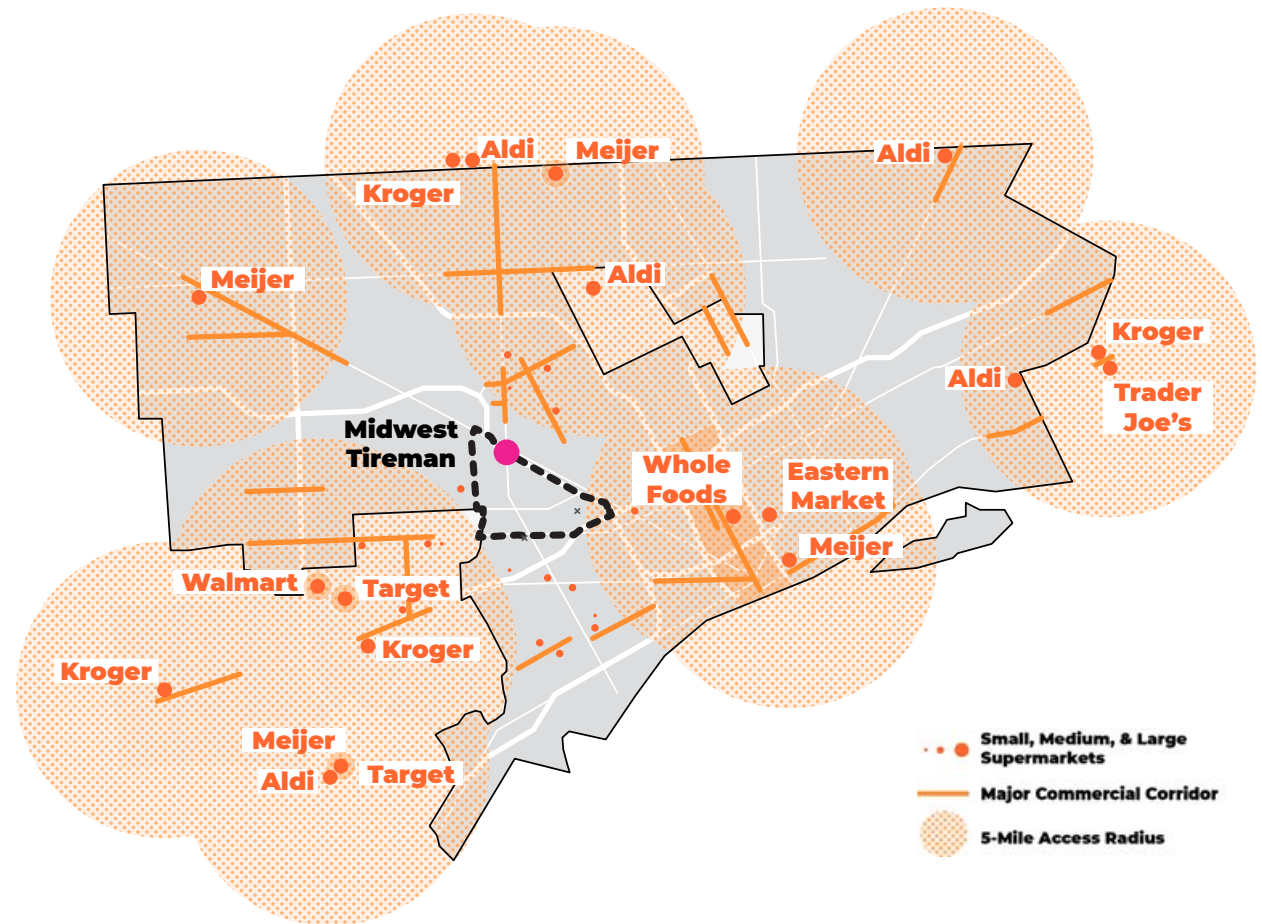 Aldi
Meijer
Kroger
Aldi
Meijer
Aldi
Kroger
Aldi
Trader
Joe's
Midwest
Tireman
Whole
Foods
Eastern
Market
Meijer
Walmart
Target
Kroger
Kroger
Meijer
Aldi
Target
Small, Medium, & Large
Supermarkets
Major Commercial Corridor
5-Mile Access Radius